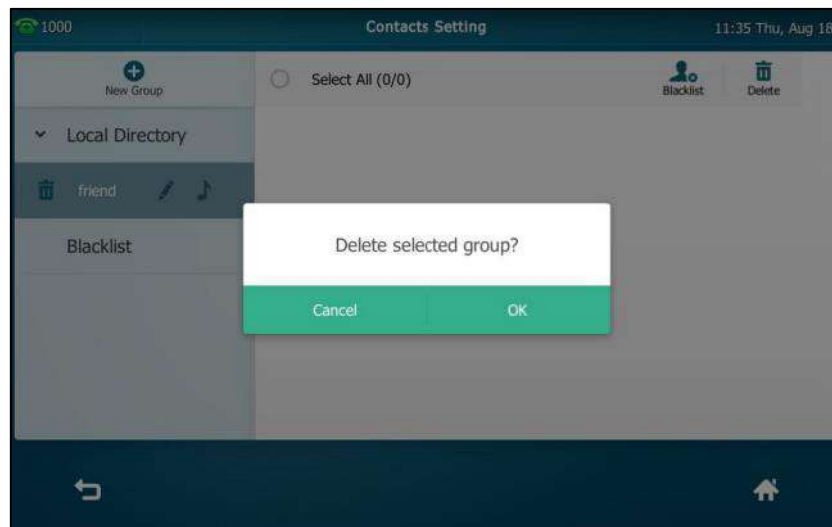 1000
Contacts Setting
11:35 Thu, Aug 18
New Group
Select All (0/0)
Blacklist
Delete
Local Directory
friend
Blacklist
Delete selected group?
Cancel
OK